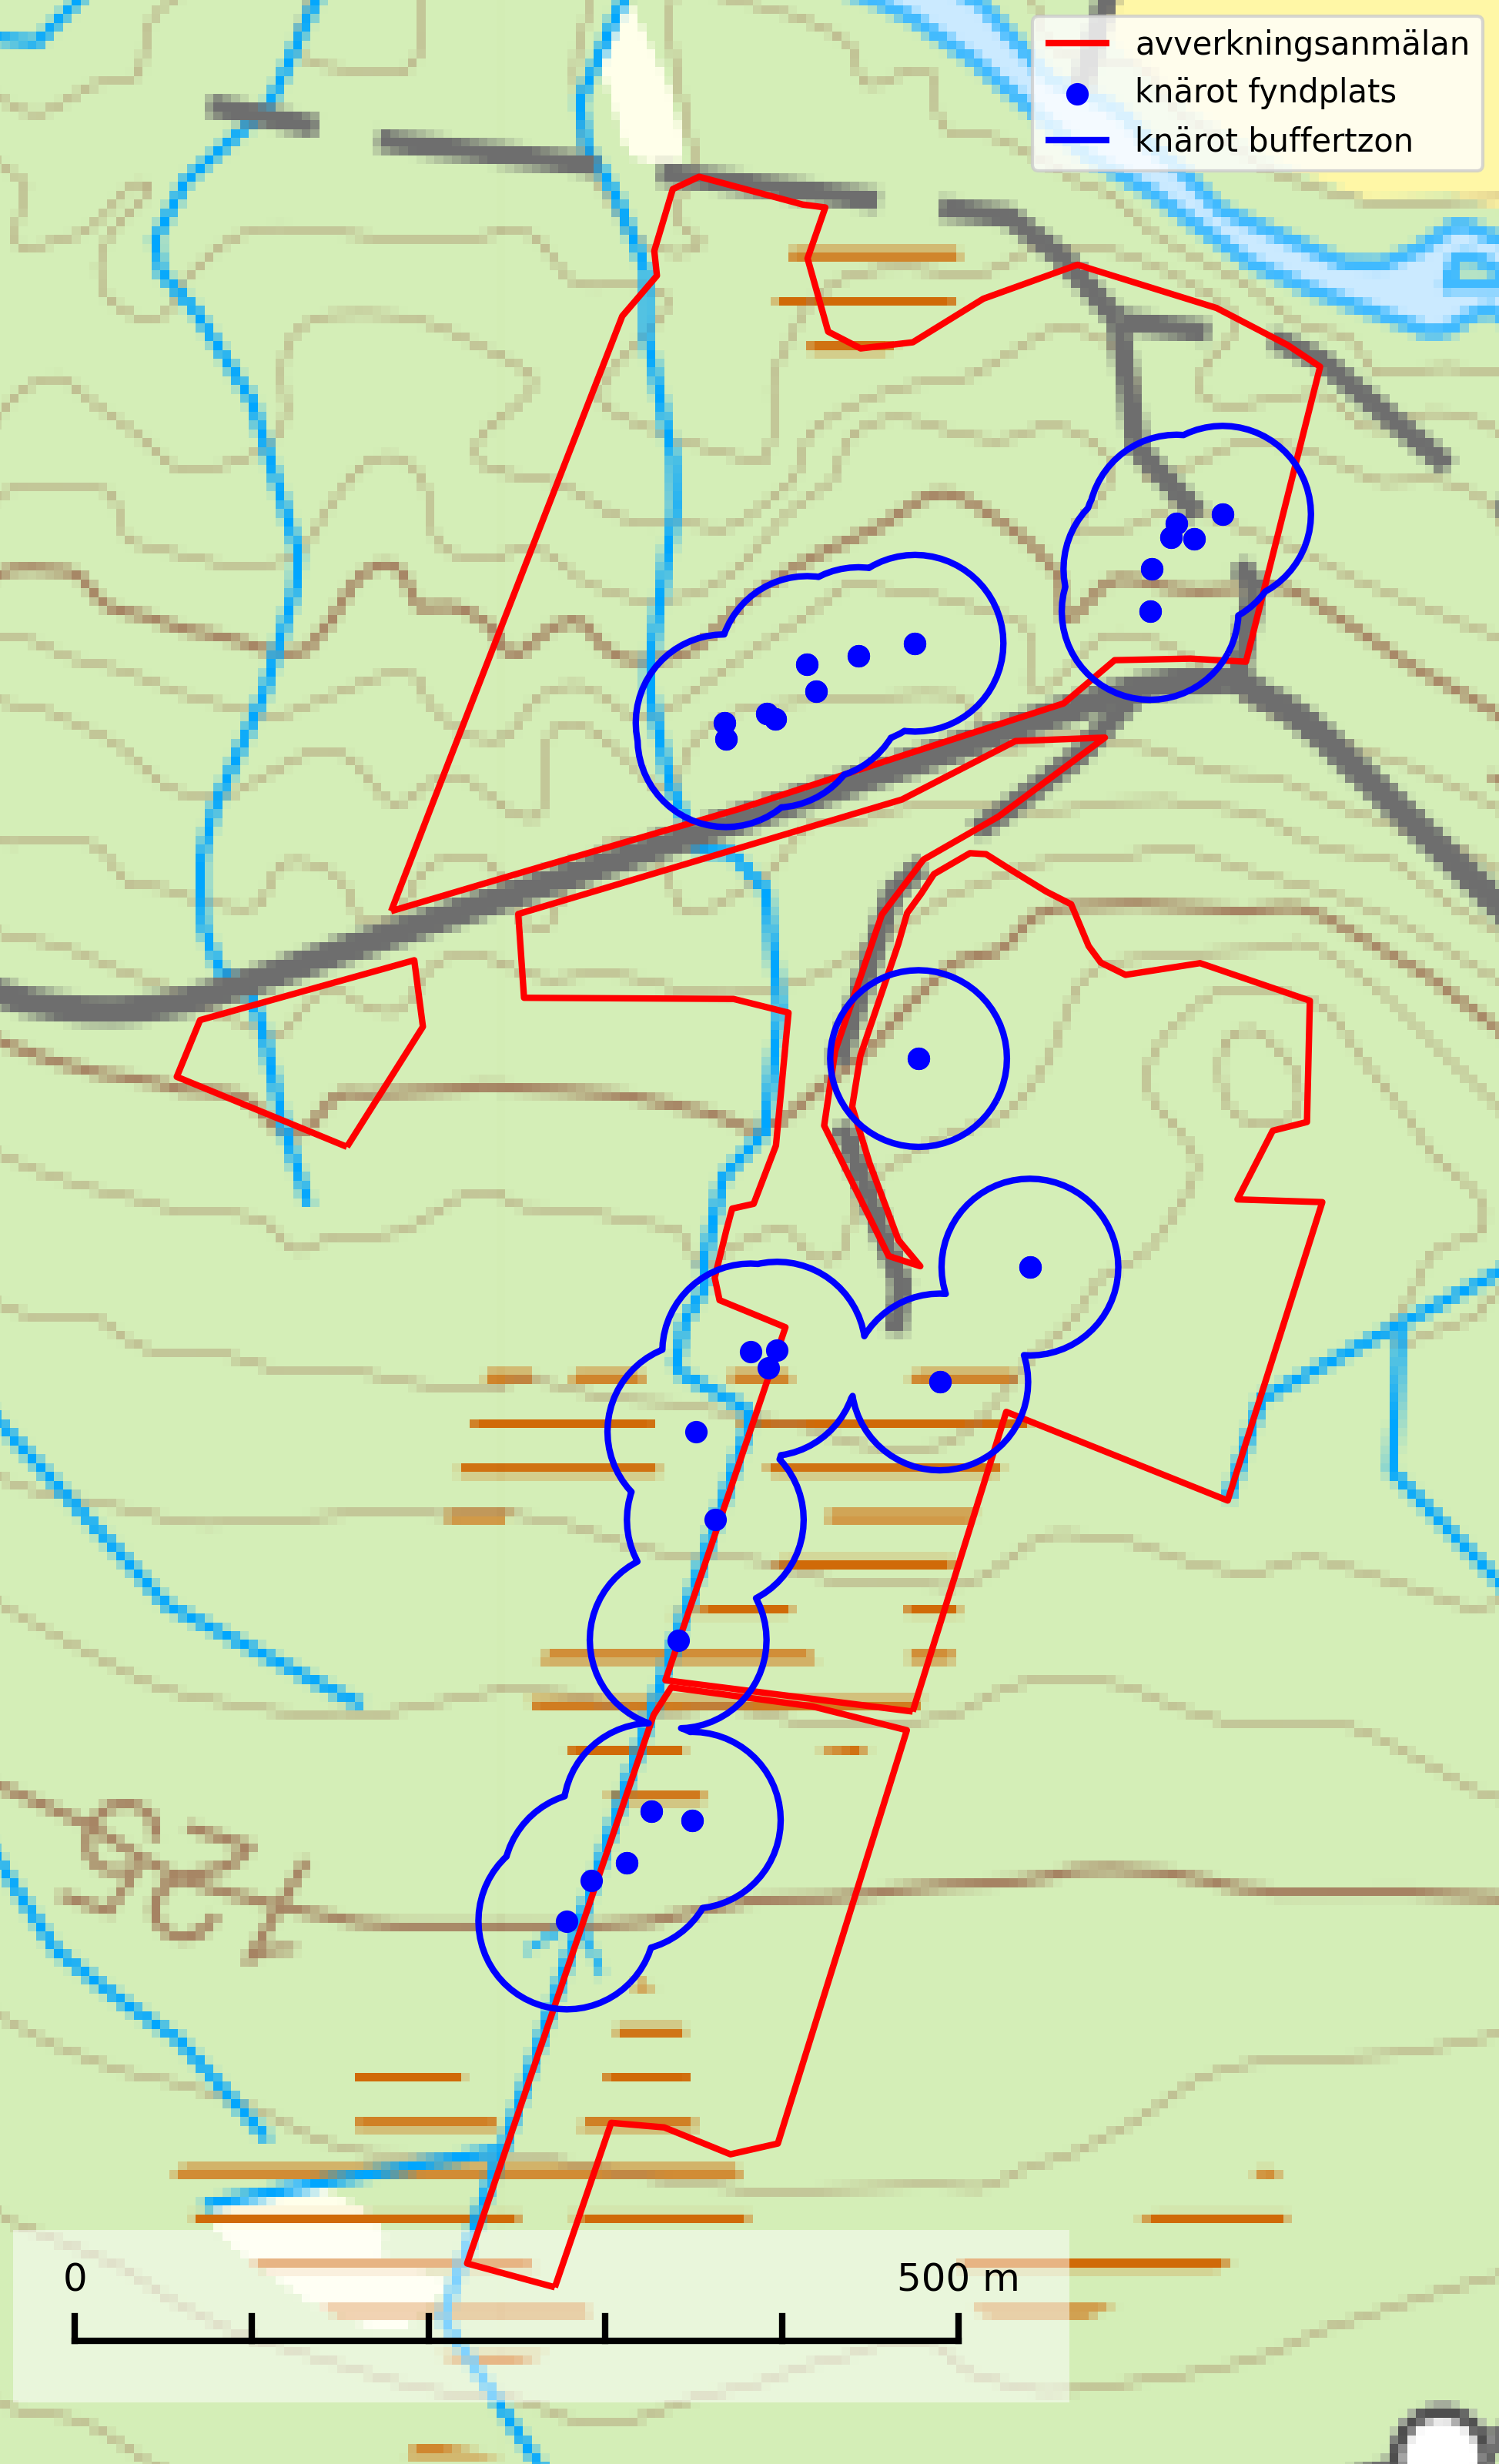 avverkningsanmälan
knärot fyndplats
knärot buffertzon
0 500 m